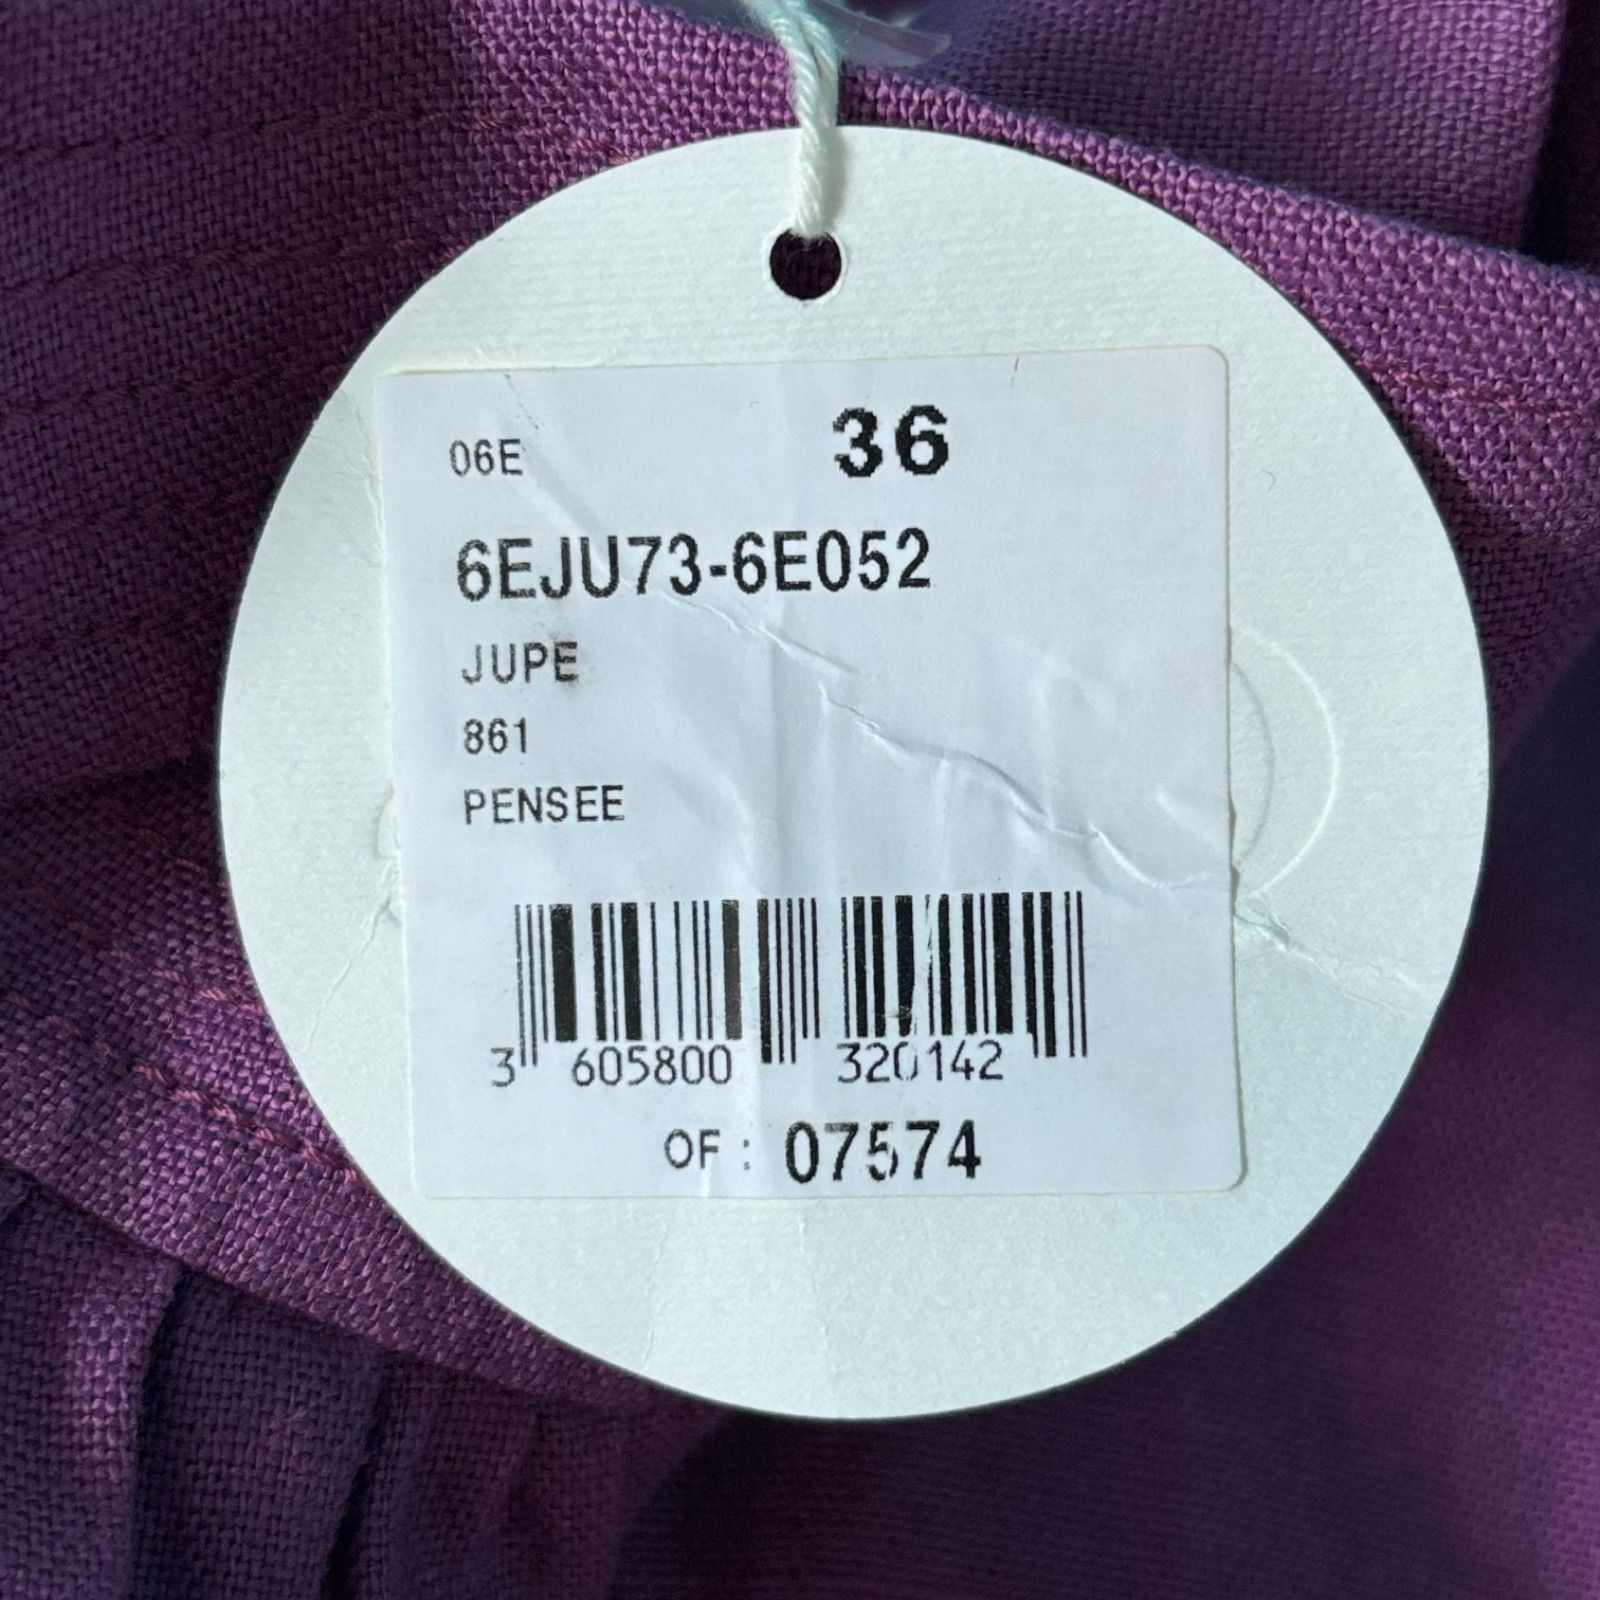 06E 36
6EJU73-6E052
JUPE
861
PENSEE
3 605800 320142
OF : 07574